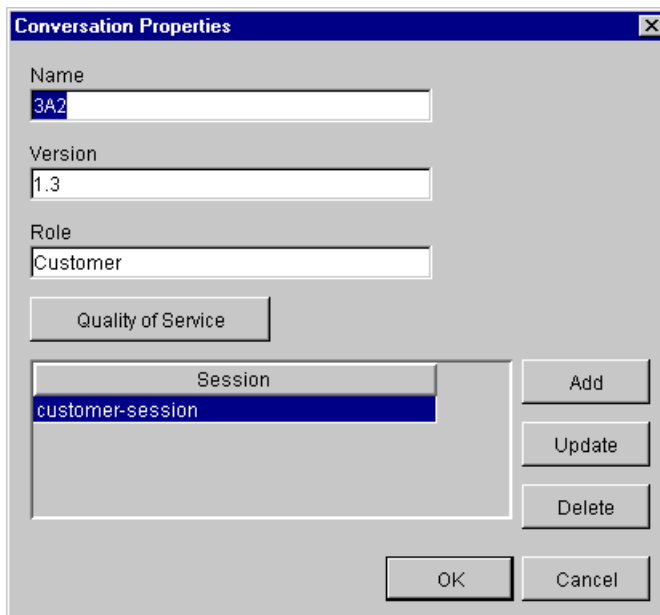 Conversation Properties
Name
3A2
Version
1.3
Role
Customer
Quality of Service
Session
customer-session
Add
Update
Delete
OK
Cancel